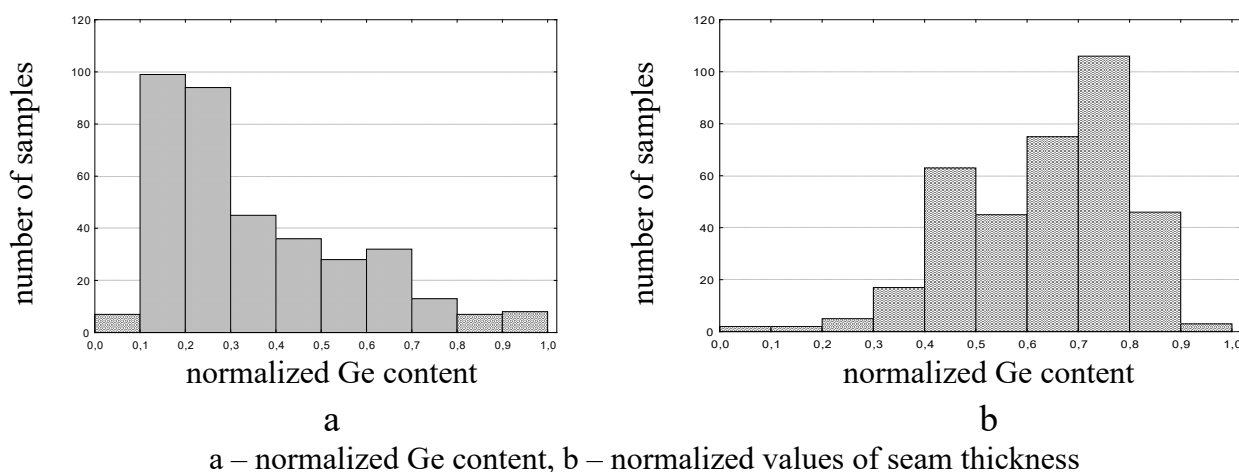 number of samples
120
100
80
60
40
20
0
0,0 0,1 0,2 0,3 0,4 0,5 0,6 0,7 0,8 0,9 1,0
normalized Ge content
a
number of samples
120
100
80
60
40
20
0
0,0 0,1 0,2 0,3 0,4 0,5 0,6 0,7 0,8 0,9 1,0
normalized Ge content
b
a – normalized Ge content, b – normalized values of seam thickness